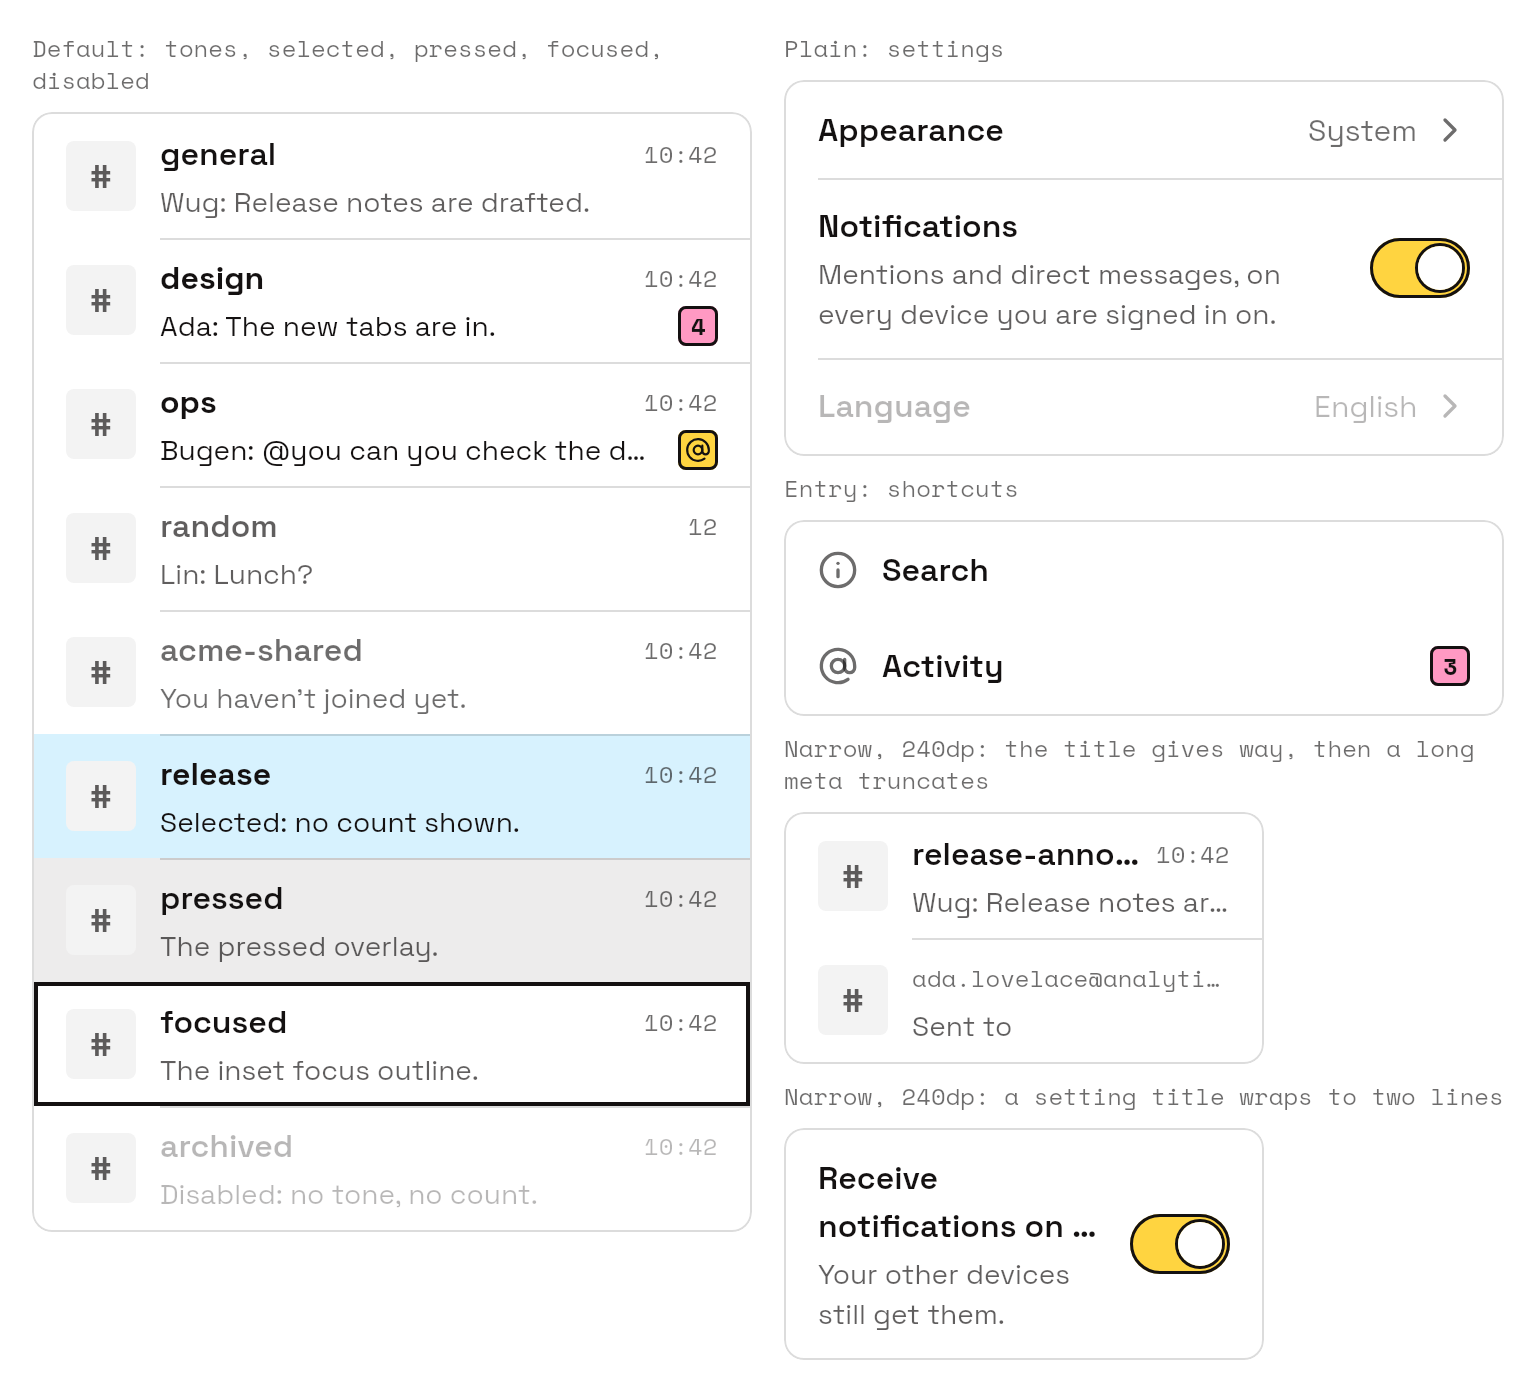 Default: tones, selected, pressed, focused,
disabled
# general 10:42
Wug: Release notes are drafted.
# design 10:42
Ada: The new tabs are in. 4
# ops 10:42
Bugen: @you can you check the d… @
# random 12
Lin: Lunch?
# acme-shared 10:42
You haven’t joined yet.
# release 10:42
Selected: no count shown.
# pressed 10:42
The pressed overlay.
# focused 10:42
The inset focus outline.
# archived 10:42
Disabled: no tone, no count.
Plain: settings
Appearance System
Notifications
Mentions and direct messages, on
every device you are signed in on.
Language English
Entry: shortcuts
Search
@ Activity 3
Narrow, 240dp: the title gives way, then a long
meta truncates
# release-anno… 10:42
Wug: Release notes ar…
# ada.lovelace@analyti…
Sent to
Narrow, 240dp: a setting title wraps to two lines
Receive
notifications on …
Your other devices
still get them.